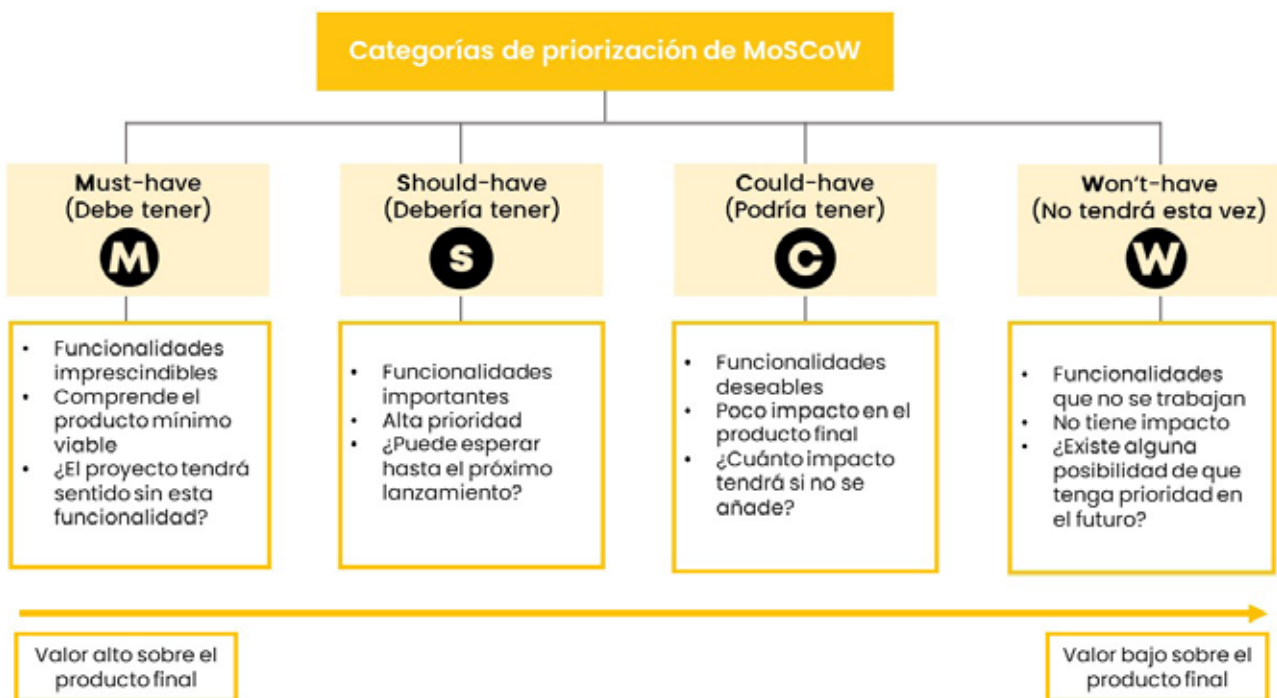 Categorías de priorización de MoSCoW
Must-have
(Debe tener)
M
Should-have
(Debería tener)
S
Could-have
(Podría tener)
C
Won't-have
(No tendrá esta vez)
W
• Funcionalidades
imprescindibles
• Comprende el
producto mínimo
viable
• ¿El proyecto tendrá
sentido sin esta
funcionalidad?
• Funcionalidades
importantes
• Alta prioridad
• ¿Puede esperar
hasta el próximo
lanzamiento?
• Funcionalidades
deseables
• Poco impacto en el
producto final
• ¿Cuánto impacto
tendrá si no se
añade?
• Funcionalidades
que no se trabajan
• No tiene impacto
• ¿Existe alguna
posibilidad de que
tenga prioridad en
el futuro?
Valor alto sobre el
producto final
Valor bajo sobre el
producto final